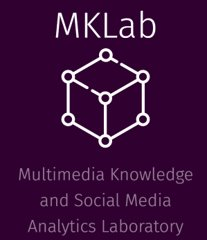 MKLab
Multimedia Knowledge
and Social Media
Analytics Laboratory